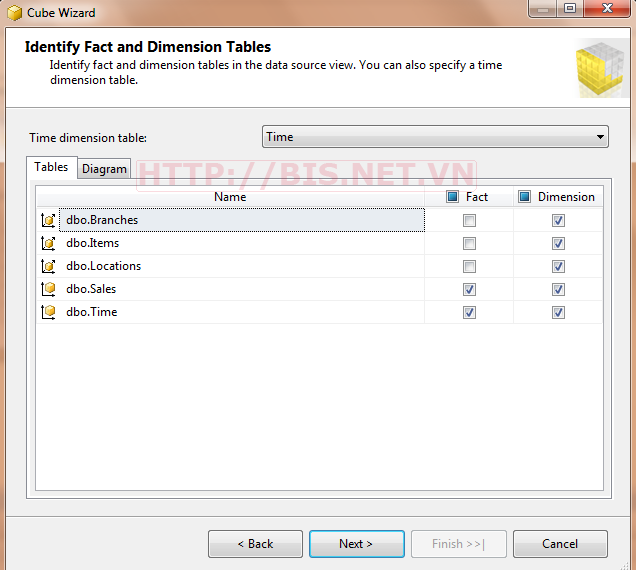 Cube Wizard
Identify Fact and Dimension Tables
Identify fact and dimension tables in the data source view. You can also specify a time
dimension table.
Time dimension table:
Time
Tables
Diagram
HTTP://BIS.NET.VN
Name
Fact
Dimension
dbo.Branches
dbo.Items
dbo.Locations
dbo.Sales
dbo.Time
< Back
Next >
Finish >>|
Cancel